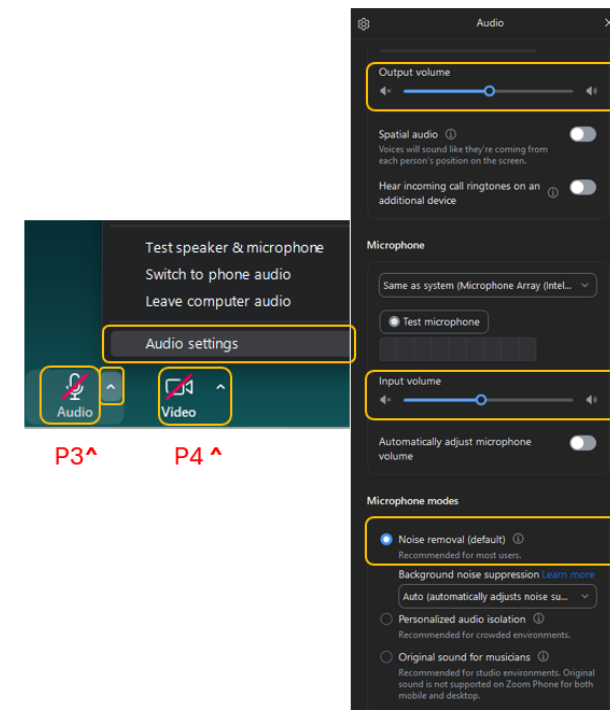 Test speaker & microphone
Switch to phone audio
Leave computer audio
Audio settings
Audio
Video
P3^
P4 ^
Audio
Output volume
Spatial audio
Voices will sound like they're coming from
each person's position on the screen.
Hear incoming call ringtones on an
additional device
Microphone
Same as system (Microphone Array (Intel...
Test microphone
Input volume
Automatically adjust microphone
volume
Microphone modes
Noise removal (default)
Recommended for most users.
Background noise suppression Learn more
Auto (automatically adjusts noise su...
Personalized audio isolation
Recommended for crowded environments.
Original sound for musicians
Recommended for studio environments. Original
sound is not supported on Zoom Phone for both
mobile and desktop.